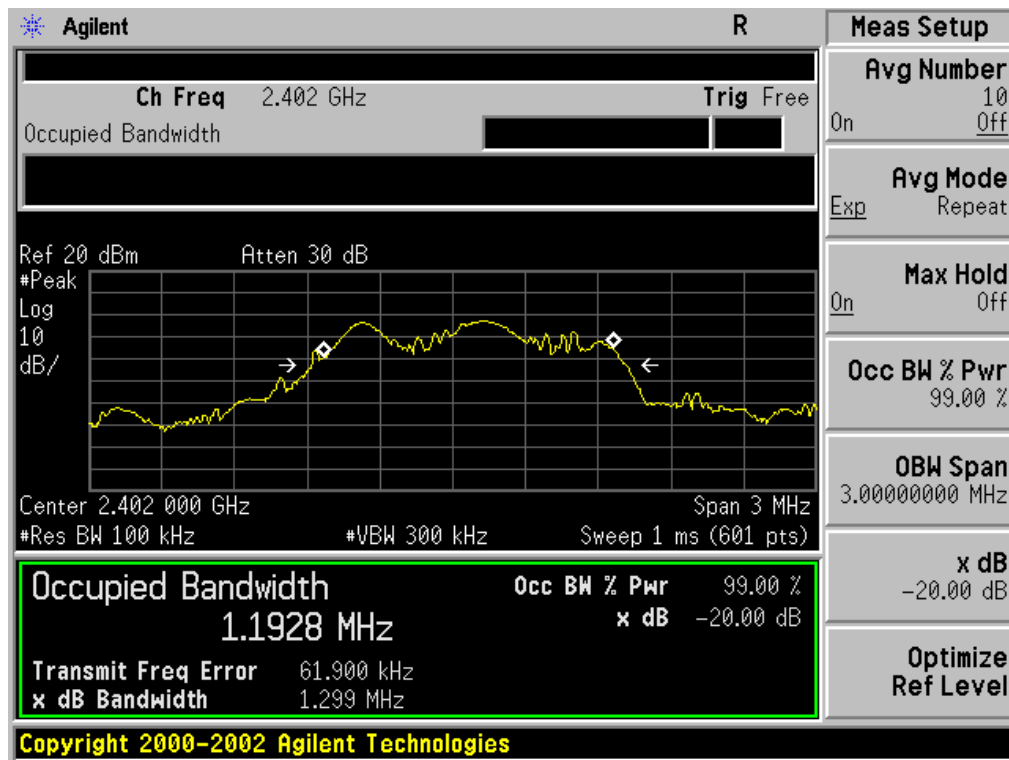 Agilent R Meas Setup
Ch Freq 2.402 GHz Trig Free
Occupied Bandwidth
Ref 20 dBm Atten 30 dB
#Peak
Log
10
dB/
Center 2.402 000 GHz Span 3 MHz
#Res BW 100 kHz #VBW 300 kHz Sweep 1 ms (601 pts)
Occupied Bandwidth Occ BW % Pwr 99.00 %
1.1928 MHz x dB -20.00 dB
Transmit Freq Error 61.900 kHz
x dB Bandwidth 1.299 MHz
Copyright 2000-2002 Agilent Technologies
Avg Number
10
On Off
Avg Mode
Exp Repeat
Max Hold
On Off
Occ BW % Pwr
99.00 %
OBW Span
3.00000000 MHz
x dB
-20.00 dB
Optimize
Ref Level